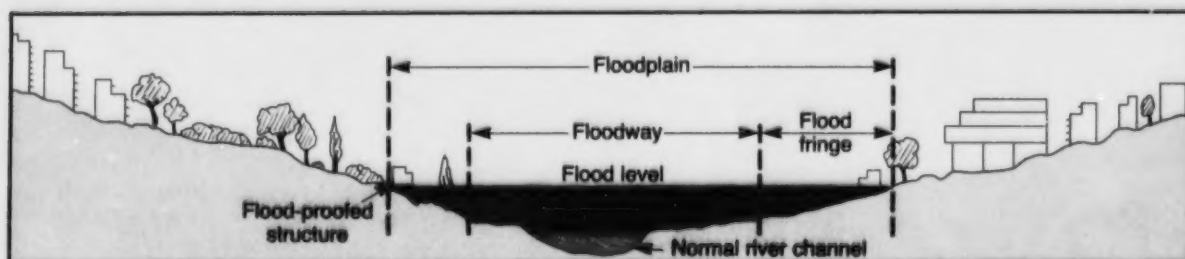 Floodplain
Floodway
Flood
fringe
Flood level
Flood-proofed
structure
Normal river channel